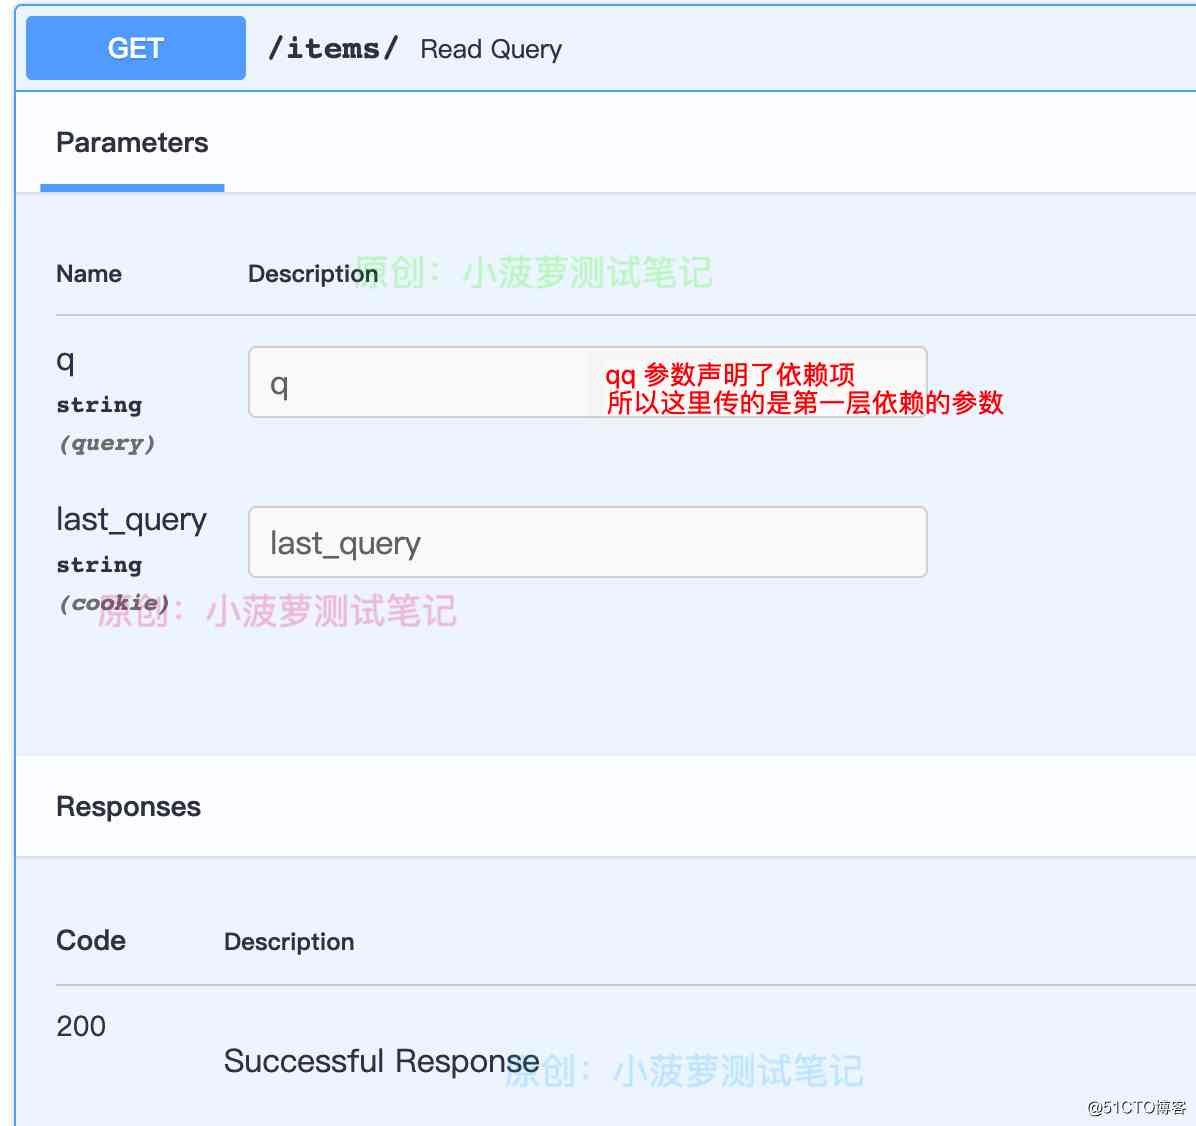 GET /items/ Read Query
Parameters
Name Description
原创：小菠萝测试笔记
q
q
qq 参数声明了依赖项
所以这里传的是第一层依赖的参数
string
(query)
last_query
last_query
string
(cookie)
原创：小菠萝测试笔记
Responses
Code Description
200
Successful Response
原创：小菠萝测试笔记
@51CTO博客